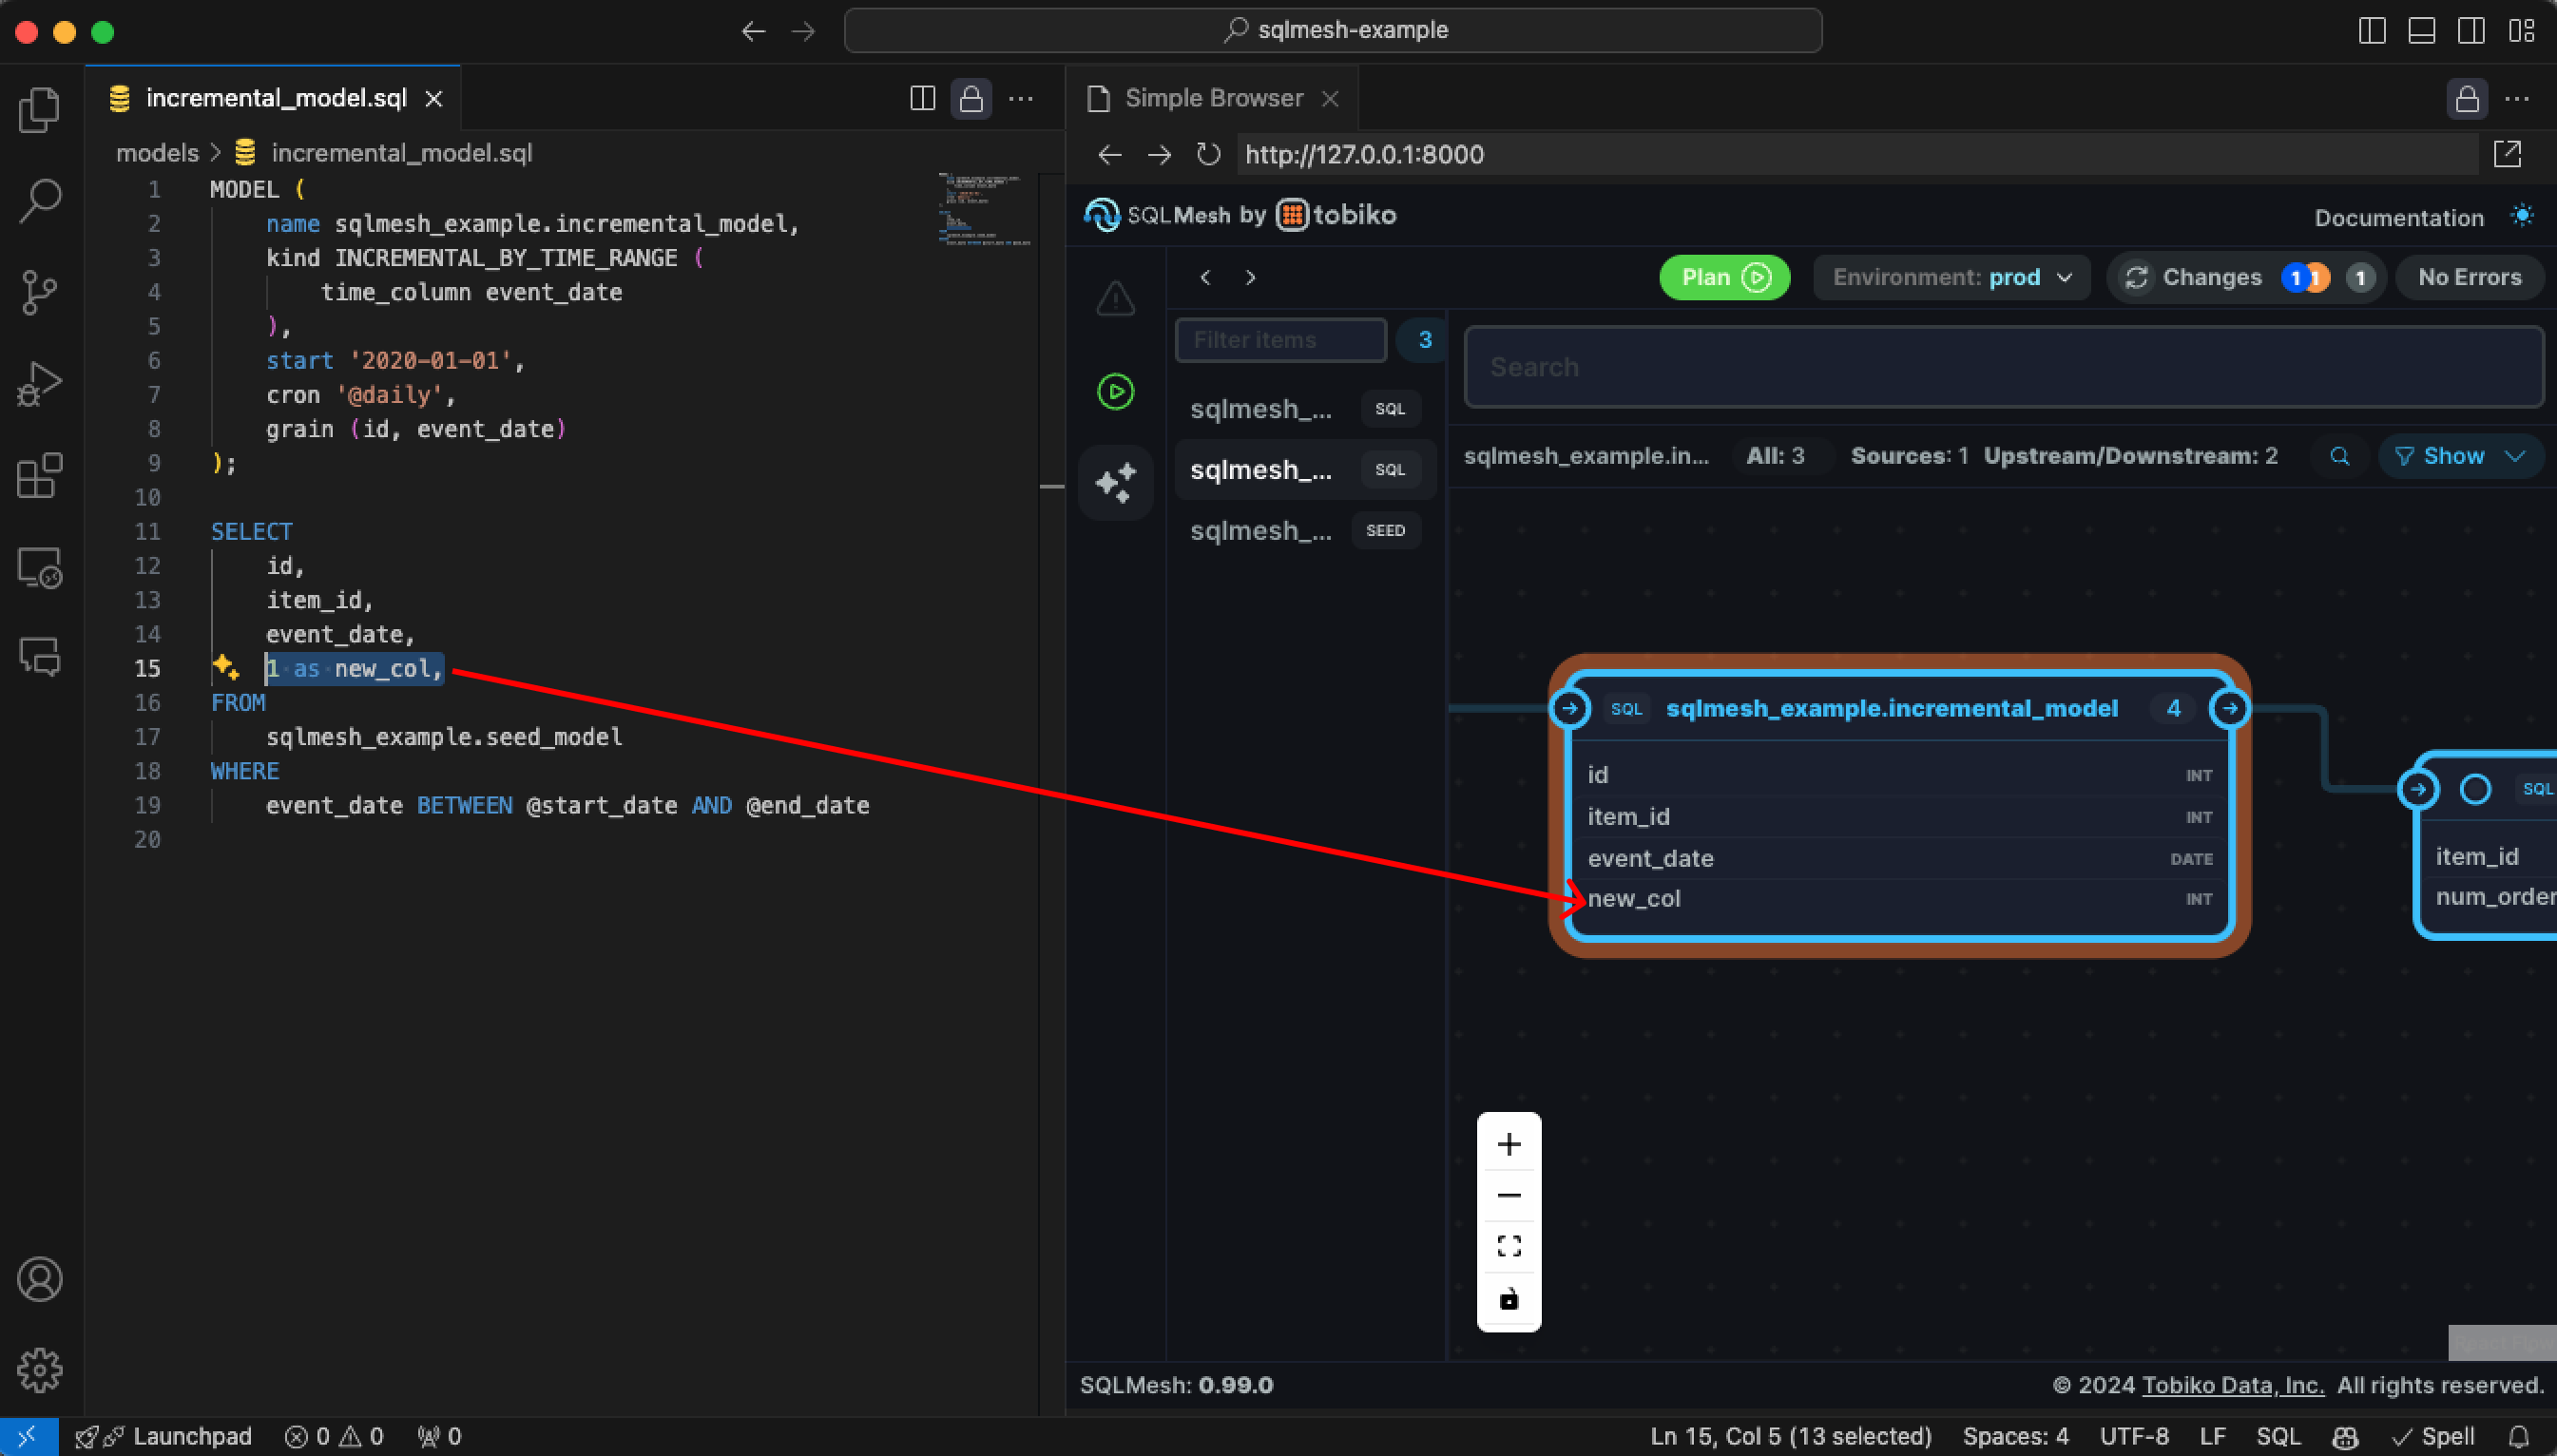 sqlmesh-example
incremental_model.sql
models > incremental_model.sql
1 MODEL (
2 name sqlmesh_example.incremental_model,
3 kind INCREMENTAL_BY_TIME_RANGE (
4 time_column event_date
5 ),
6 start '2020-01-01',
7 cron '@daily',
8 grain (id, event_date)
9 );
10
11 SELECT
12 id,
13 item_id,
14 event_date,
15 1 as new_col,
16 FROM
17 sqlmesh_example.seed_model
18 WHERE
19 event_date BETWEEN @start_date AND @end_date
20
Simple Browser
http://127.0.0.1:8000
SQLMesh by tobiko
Documentation
Plan
Environment: prod
Changes 1 1 1
No Errors
Filter items 3
Search
sqlmesh_... SQL
sqlmesh_... SQL
sqlmesh_... SEED
sqlmesh_example.in... All: 3 Sources: 1 Upstream/Downstream: 2 Show
SQL sqlmesh_example.incremental_model 4
id INT
item_id INT
event_date DATE
new_col INT
SQL
item_id
num_order
SQLMesh: 0.99.0
© 2024 Tobiko Data, Inc. All rights reserved.
Launchpad 0 0 0
Ln 15, Col 5 (13 selected) Spaces: 4 UTF-8 LF SQL Spell